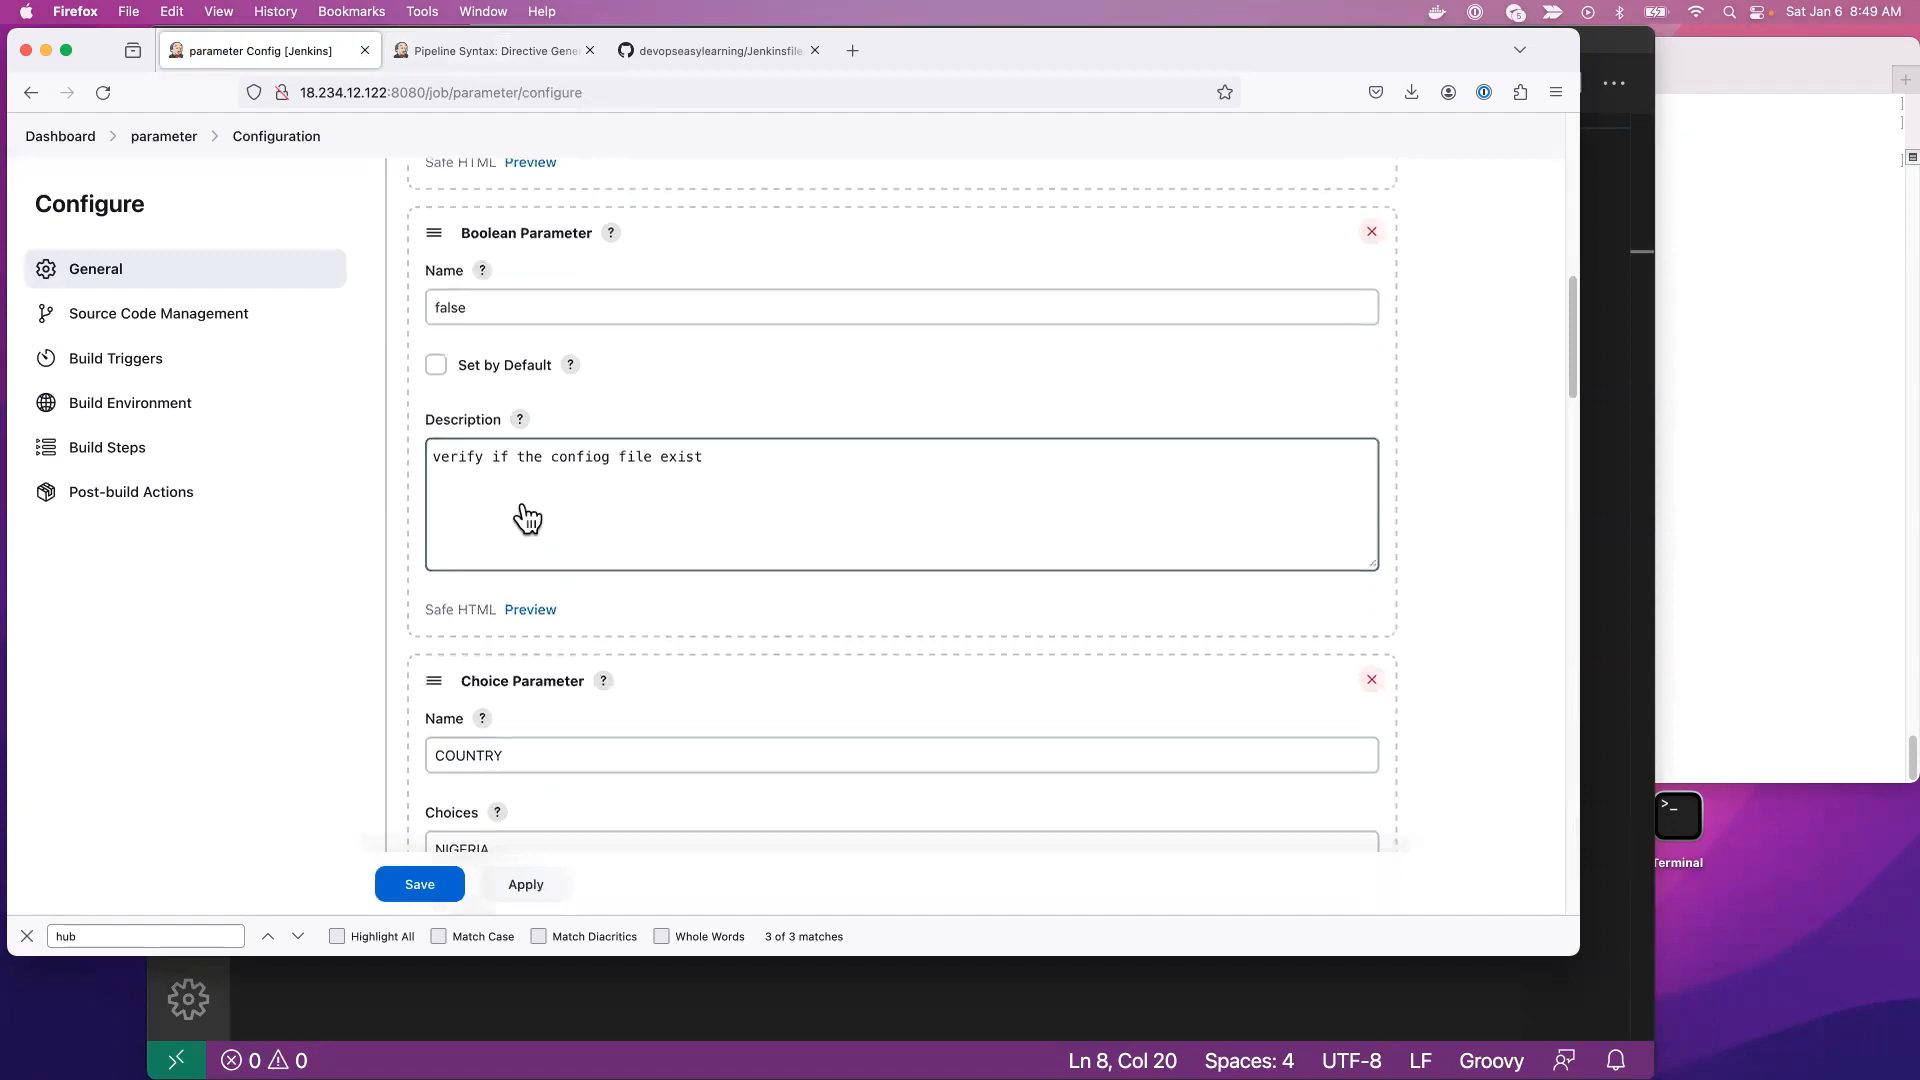 Firefox File Edit View History Bookmarks Tools Window Help
5
Sat Jan 6 8:49 AM
parameter Config [Jenkins]
Pipeline Syntax: Directive Gene
devopseasylearning/Jenkinsfile
18.234.12.122:8080/job/parameter/configure
Dashboard > parameter > Configuration
Configure
General
Source Code Management
Build Triggers
Build Environment
Build Steps
Post-build Actions
Safe HTML Preview
Boolean Parameter ?
Name ?
false
Set by Default ?
Description ?
verify if the confiog file exist
Safe HTML Preview
Choice Parameter ?
Name ?
COUNTRY
Choices ?
NIGERIA
Save Apply
hub
Highlight All Match Case Match Diacritics Whole Words 3 of 3 matches
>_
Terminal
0 0
Ln 8, Col 20 Spaces: 4 UTF-8 LF Groovy